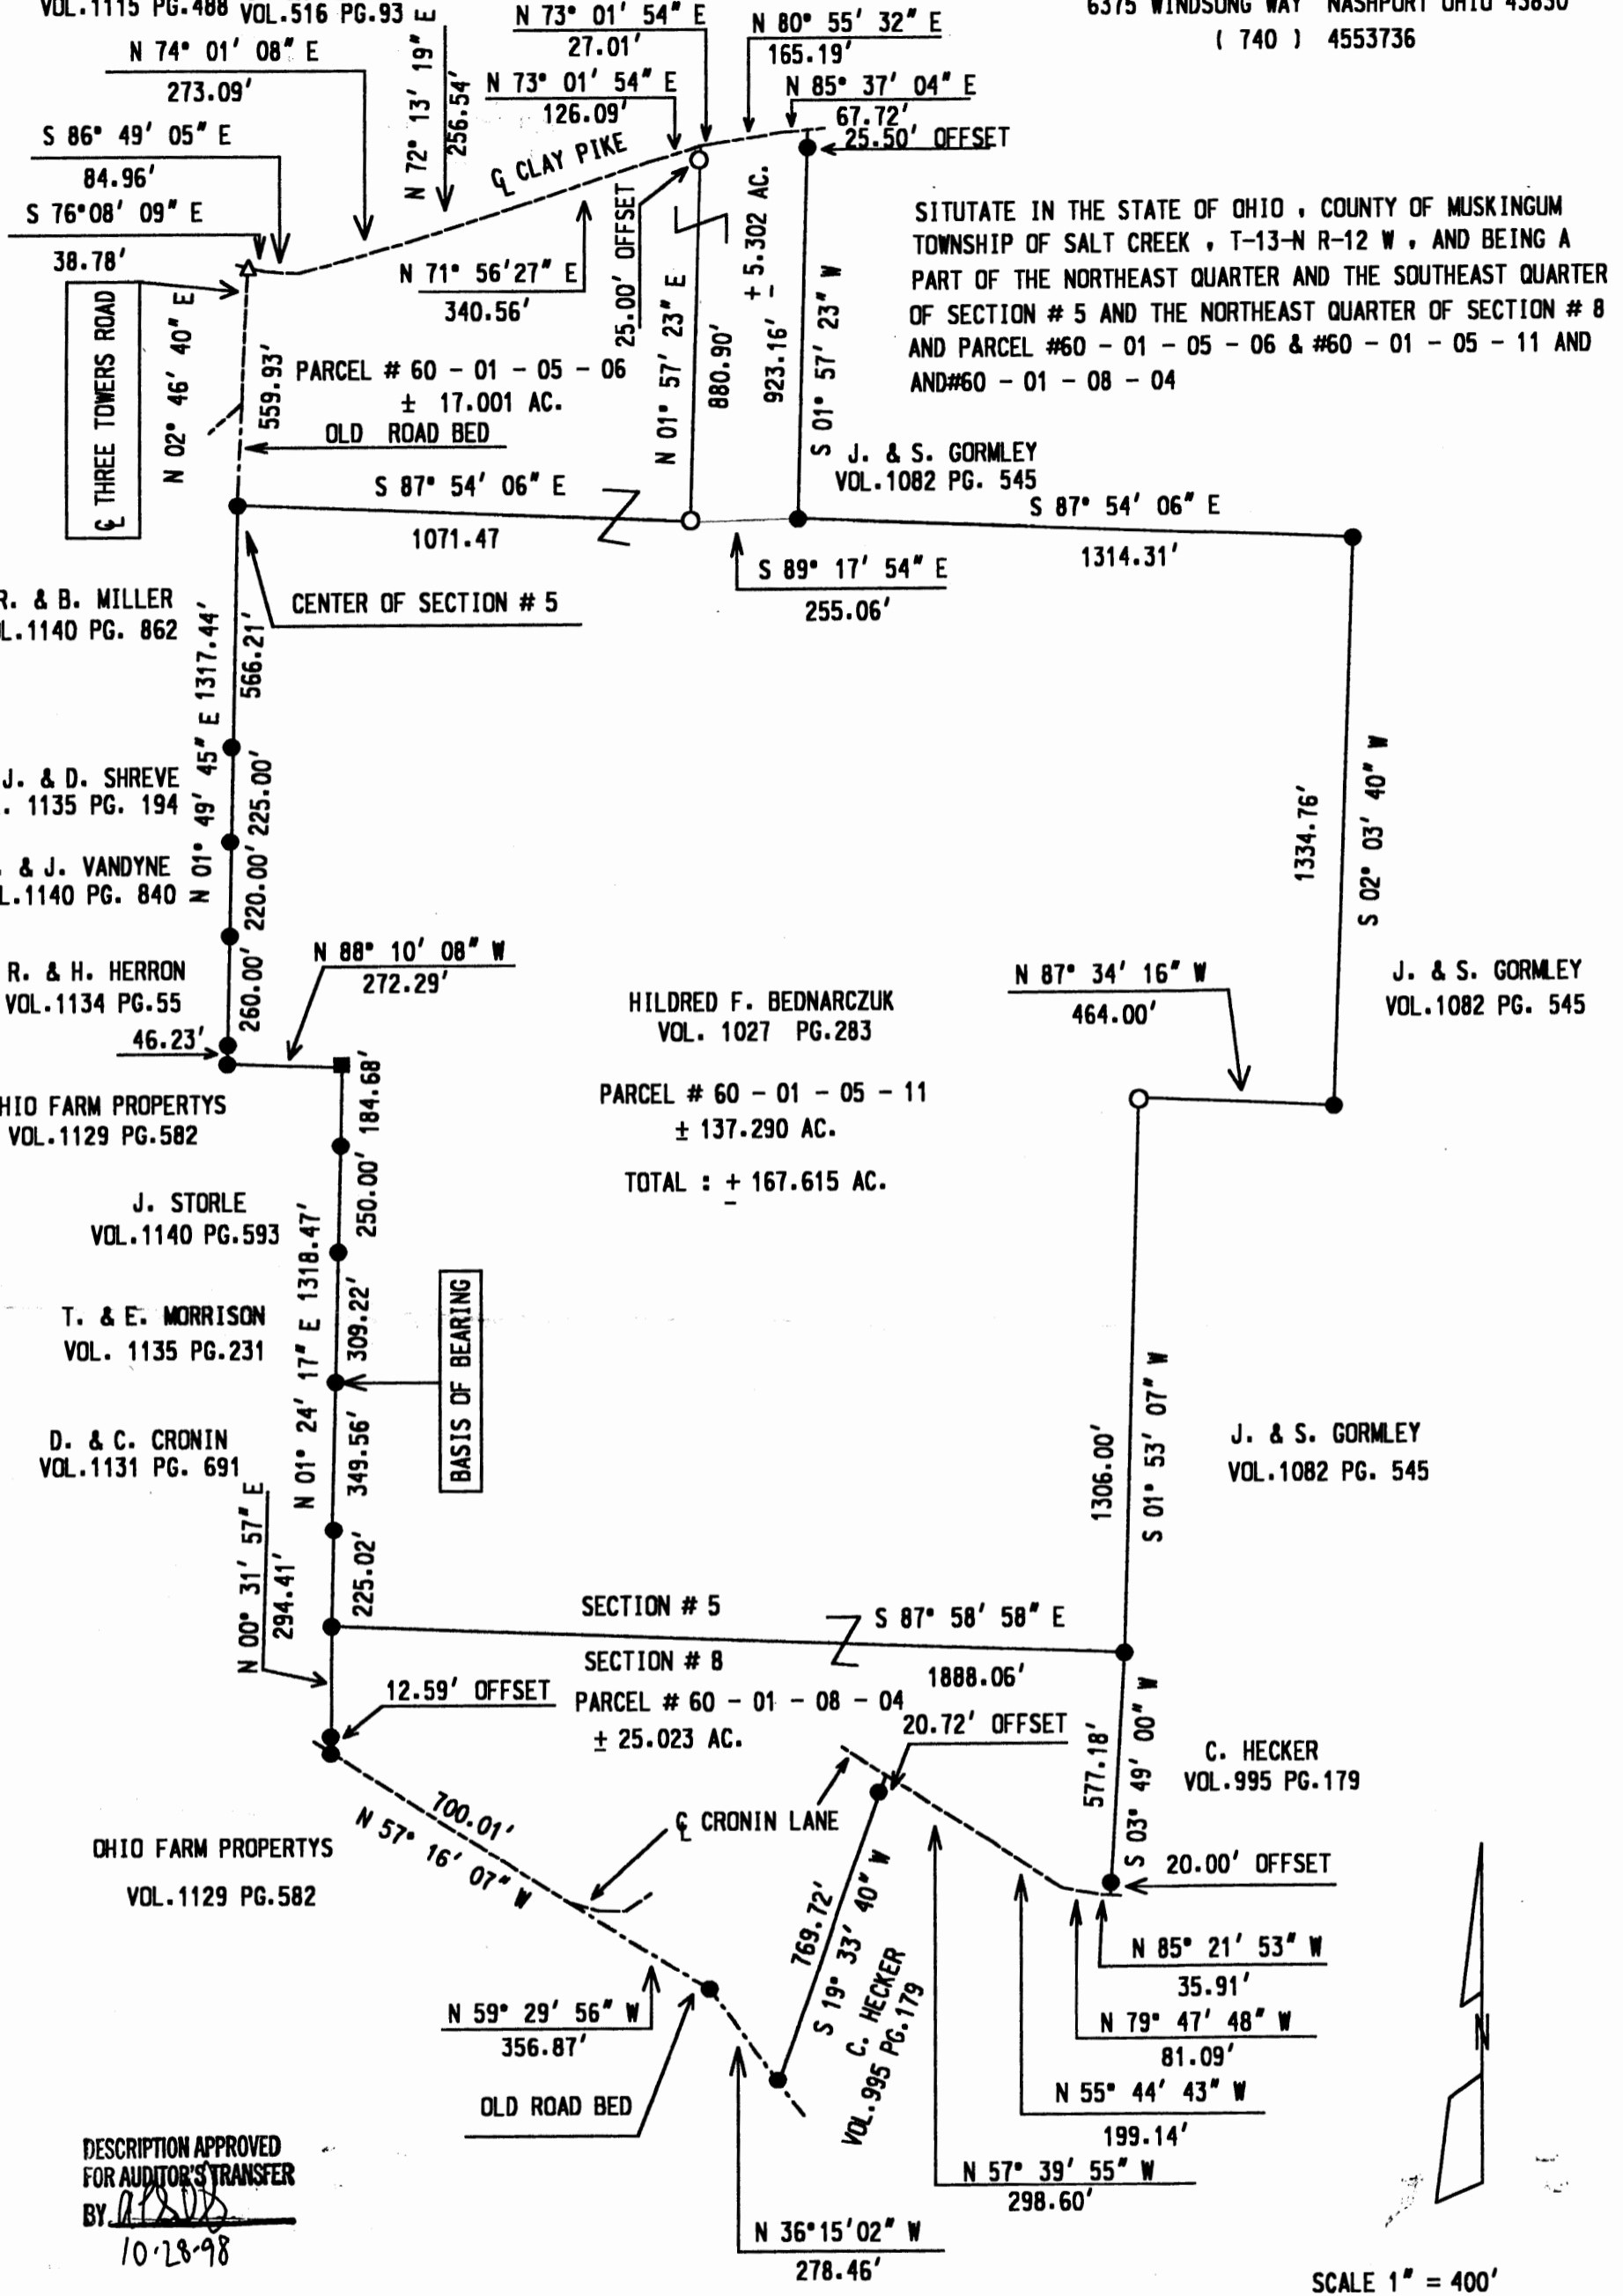 VOL.1115 PG.488 VOL.516 PG.93
6375 WINDSONG WAY NASHPORT OHIO 43830
( 740 ) 4553736
N 74° 01' 08" E
273.09'
N 72° 13' 19" E
256.54'
N 73° 01' 54" E
27.01'
N 73° 01' 54" E
126.09'
N 80° 55' 32" E
165.19'
N 85° 37' 04" E
67.72'
25.50' OFFSET
S 86° 49' 05" E
84.96'
S 76°08' 09" E
38.78'
℄ CLAY PIKE
N 71° 56'27" E
340.56'
25.00' OFFSET
± 5.302 AC.
SITUTATE IN THE STATE OF OHIO , COUNTY OF MUSKINGUM
TOWNSHIP OF SALT CREEK , T-13-N R-12 W , AND BEING A
PART OF THE NORTHEAST QUARTER AND THE SOUTHEAST QUARTER
OF SECTION # 5 AND THE NORTHEAST QUARTER OF SECTION # 8
AND PARCEL #60 - 01 - 05 - 06 & #60 - 01 - 05 - 11 AND
AND#60 - 01 - 08 - 04
℄ THREE TOWERS ROAD
N 02° 46' 40" E
559.93'
PARCEL # 60 - 01 - 05 - 06
± 17.001 AC.
OLD ROAD BED
N 01° 57' 23" E
880.90'
923.16'
S 01° 57' 23" W
J. & S. GORMLEY
VOL.1082 PG. 545
S 87° 54' 06" E
1071.47
S 87° 54' 06" E
1314.31'
S 89° 17' 54" E
255.06'
CENTER OF SECTION # 5
R. & B. MILLER
L.1140 PG. 862
N 01° 49' 45" E 1317.44'
566.21'
J. & D. SHREVE
. 1135 PG. 194
225.00'
. & J. VANDYNE
L.1140 PG. 840
220.00'
1334.76'
S 02° 03' 40" W
R. & H. HERRON
VOL.1134 PG.55
260.00'
46.23'
N 88° 10' 08" W
272.29'
HILDRED F. BEDNARCZUK
VOL. 1027 PG.283
N 87° 34' 16" W
464.00'
J. & S. GORMLEY
VOL.1082 PG. 545
HIO FARM PROPERTYS
VOL.1129 PG.582
184.68'
PARCEL # 60 - 01 - 05 - 11
± 137.290 AC.
TOTAL : ± 167.615 AC.
J. STORLE
VOL.1140 PG.593
250.00'
N 01° 24' 17" E 1318.47'
T. & E. MORRISON
VOL. 1135 PG.231
309.22'
BASIS OF BEARING
D. & C. CRONIN
VOL.1131 PG. 691
349.56'
1306.00'
S 01° 53' 07" W
J. & S. GORMLEY
VOL.1082 PG. 545
N 00° 31' 57" E
294.41'
225.02'
SECTION # 5
S 87° 58' 58" E
1888.06'
SECTION # 8
PARCEL # 60 - 01 - 08 - 04
± 25.023 AC.
12.59' OFFSET
20.72' OFFSET
577.18'
S 03° 49' 00" W
C. HECKER
VOL.995 PG.179
700.01'
N 57° 16' 07" W
℄ CRONIN LANE
OHIO FARM PROPERTYS
VOL.1129 PG.582
20.00' OFFSET
769.72'
S 19° 33' 40" W
C. HECKER
VOL.995 PG.179
N 85° 21' 53" W
35.91'
N 79° 47' 48" W
81.09'
N 59° 29' 56" W
356.87'
N
N 55° 44' 43" W
199.14'
OLD ROAD BED
N 57° 39' 55" W
298.60'
DESCRIPTION APPROVED
FOR AUDITOR'S TRANSFER
BY
10·28·98
N 36°15'02" W
278.46'
SCALE 1" = 400'